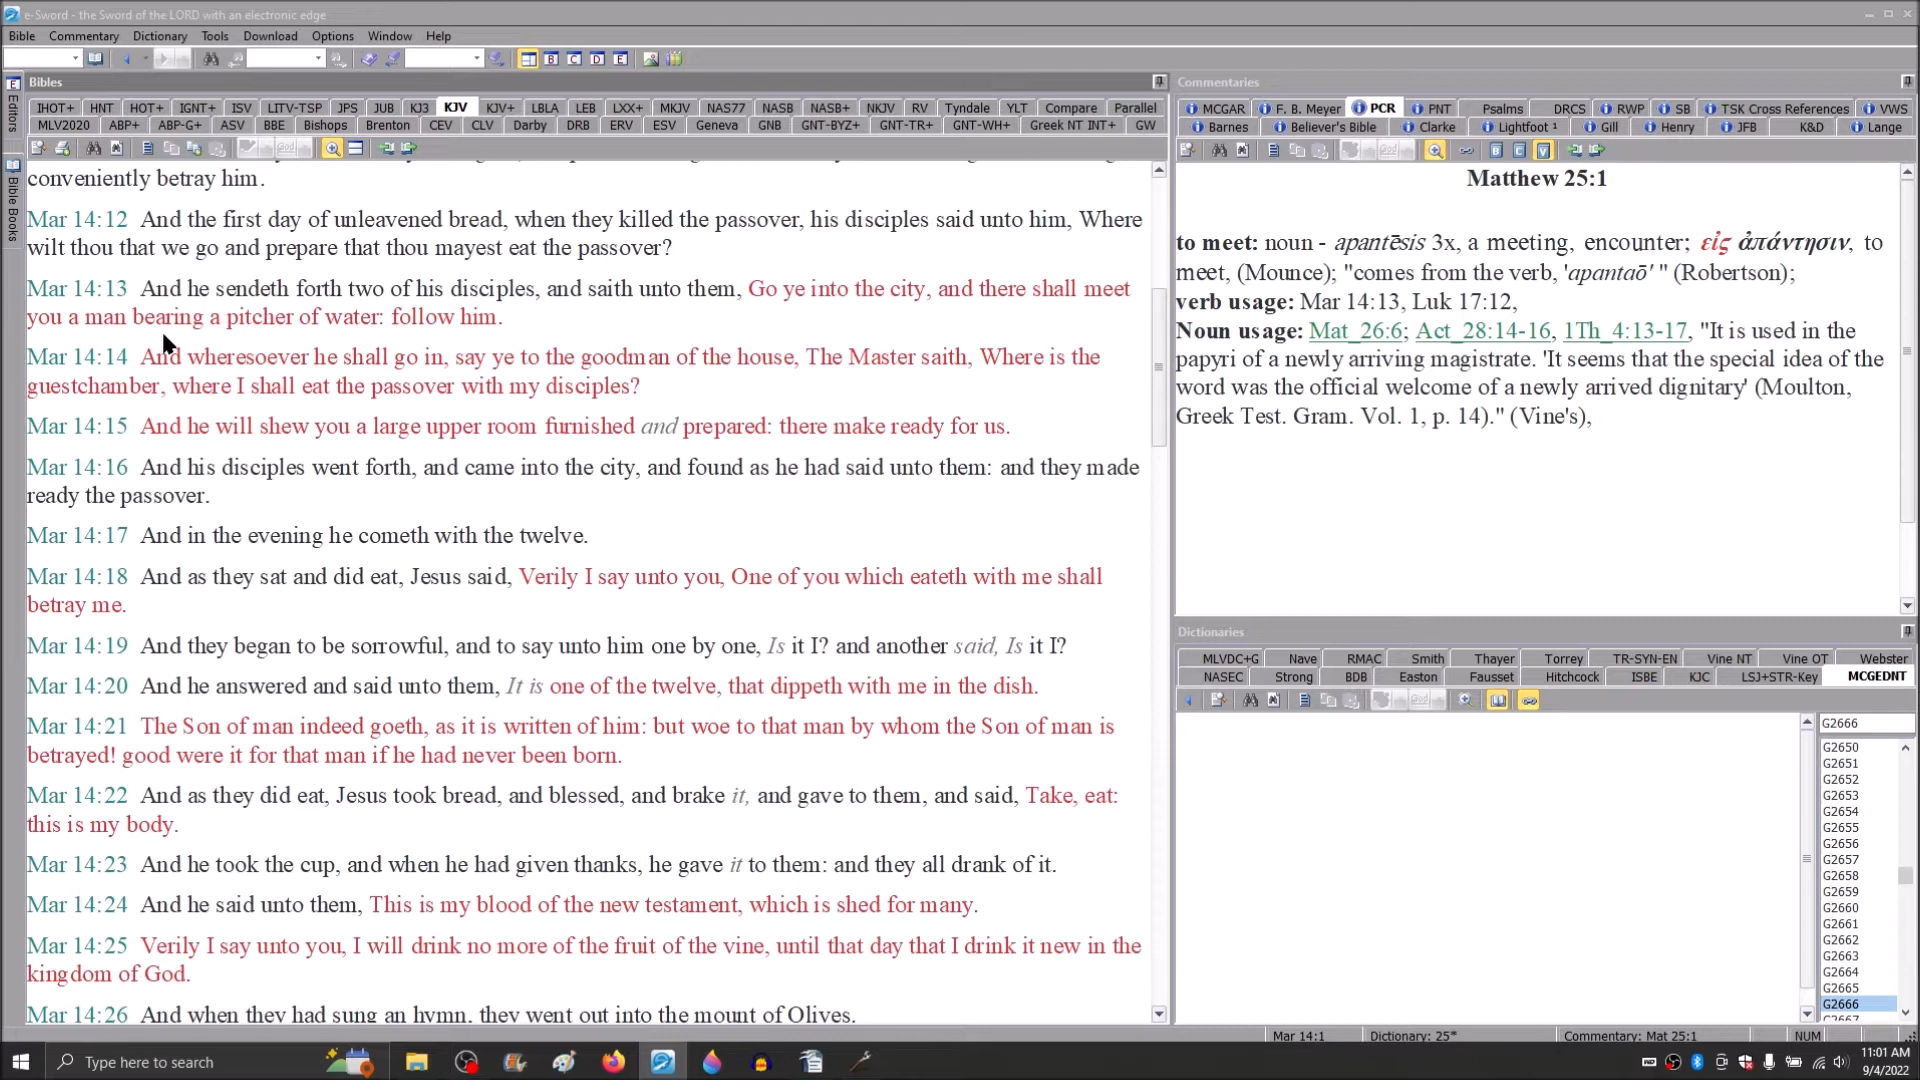 e-Sword - the Sword of the LORD with an electronic edge
Bible Commentary Dictionary Tools Download Options Window Help
B C D E
Bibles
IHOT+ HNT HOT+ IGNT+ ISV LITV-TSP JPS JUB KJ3 KJV KJV+ LBLA LEB LXX+ MKJV NAS77 NASB NASB+ NKJV RV Tyndale YLT Compare Parallel
MLV2020 ABP+ ABP-G+ ASV BBE Bishops Brenton CEV CLV Darby DRB ERV ESV Geneva GNB GNT-BYZ+ GNT-TR+ GNT-WH+ Greek NT INT+ GW
Editors
Bible Books
conveniently betray him.
Mar 14:12 And the first day of unleavened bread, when they killed the passover, his disciples said unto him, Where
wilt thou that we go and prepare that thou mayest eat the passover?
Mar 14:13 And he sendeth forth two of his disciples, and saith unto them, Go ye into the city, and there shall meet
you a man bearing a pitcher of water: follow him.
Mar 14:14 And wheresoever he shall go in, say ye to the goodman of the house, The Master saith, Where is the
guestchamber, where I shall eat the passover with my disciples?
Mar 14:15 And he will shew you a large upper room furnished and prepared: there make ready for us.
Mar 14:16 And his disciples went forth, and came into the city, and found as he had said unto them: and they made
ready the passover.
Mar 14:17 And in the evening he cometh with the twelve.
Mar 14:18 And as they sat and did eat, Jesus said, Verily I say unto you, One of you which eateth with me shall
betray me.
Mar 14:19 And they began to be sorrowful, and to say unto him one by one, Is it I? and another said, Is it I?
Mar 14:20 And he answered and said unto them, It is one of the twelve, that dippeth with me in the dish.
Mar 14:21 The Son of man indeed goeth, as it is written of him: but woe to that man by whom the Son of man is
betrayed! good were it for that man if he had never been born.
Mar 14:22 And as they did eat, Jesus took bread, and blessed, and brake it, and gave to them, and said, Take, eat:
this is my body.
Mar 14:23 And he took the cup, and when he had given thanks, he gave it to them: and they all drank of it.
Mar 14:24 And he said unto them, This is my blood of the new testament, which is shed for many.
Mar 14:25 Verily I say unto you, I will drink no more of the fruit of the vine, until that day that I drink it new in the
kingdom of God.
Mar 14:26 And when they had sung an hymn, they went out into the mount of Olives.
Commentaries
MCGAR F. B. Meyer PCR PNT Psalms DRCS RWP SB TSK Cross References VWS
Barnes Believer's Bible Clarke Lightfoot ¹ Gill Henry JFB K&D Lange
B C V
Matthew 25:1
to meet: noun - apantēsis 3x, a meeting, encounter; εἰς ἀπάντησιν, to
meet, (Mounce); "comes from the verb, 'apantaō' " (Robertson);
verb usage: Mar 14:13, Luk 17:12,
Noun usage: Mat_26:6; Act_28:14-16, 1Th_4:13-17, "It is used in the
papyri of a newly arriving magistrate. 'It seems that the special idea of the
word was the official welcome of a newly arrived dignitary' (Moulton,
Greek Test. Gram. Vol. 1, p. 14)." (Vine's),
Dictionaries
MLVDC+G Nave RMAC Smith Thayer Torrey TR-SYN-EN Vine NT Vine OT Webster
NASEC Strong BDB Easton Fausset Hitchcock ISBE KJC LSJ+STR-Key MCGEDNT
G2666
G2650
G2651
G2652
G2653
G2654
G2655
G2656
G2657
G2658
G2659
G2660
G2661
G2662
G2663
G2664
G2665
G2666
G2667
Mar 14:1 Dictionary: 25* Commentary: Mat 25:1 NUM
Type here to search
11:01 AM
9/4/2022